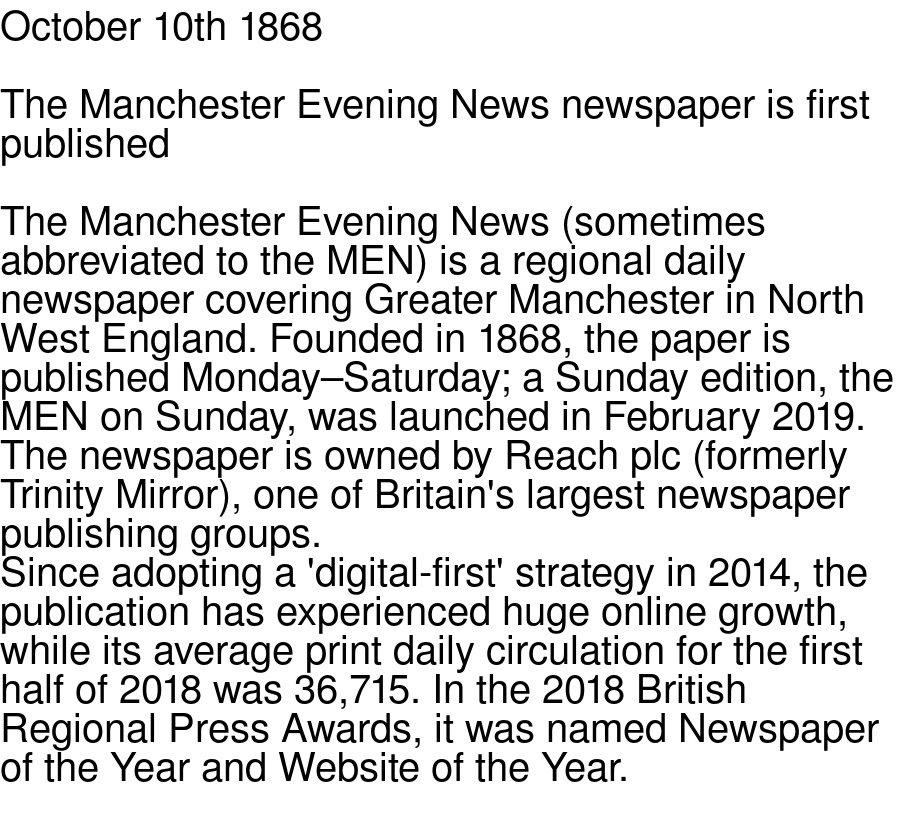 October 10th 1868
The Manchester Evening News newspaper is first
published
The Manchester Evening News (sometimes
abbreviated to the MEN) is a regional daily
newspaper covering Greater Manchester in North
West England. Founded in 1868, the paper is
published Monday–Saturday; a Sunday edition, the
MEN on Sunday, was launched in February 2019.
The newspaper is owned by Reach plc (formerly
Trinity Mirror), one of Britain's largest newspaper
publishing groups.
Since adopting a 'digital-first' strategy in 2014, the
publication has experienced huge online growth,
while its average print daily circulation for the first
half of 2018 was 36,715. In the 2018 British
Regional Press Awards, it was named Newspaper
of the Year and Website of the Year.